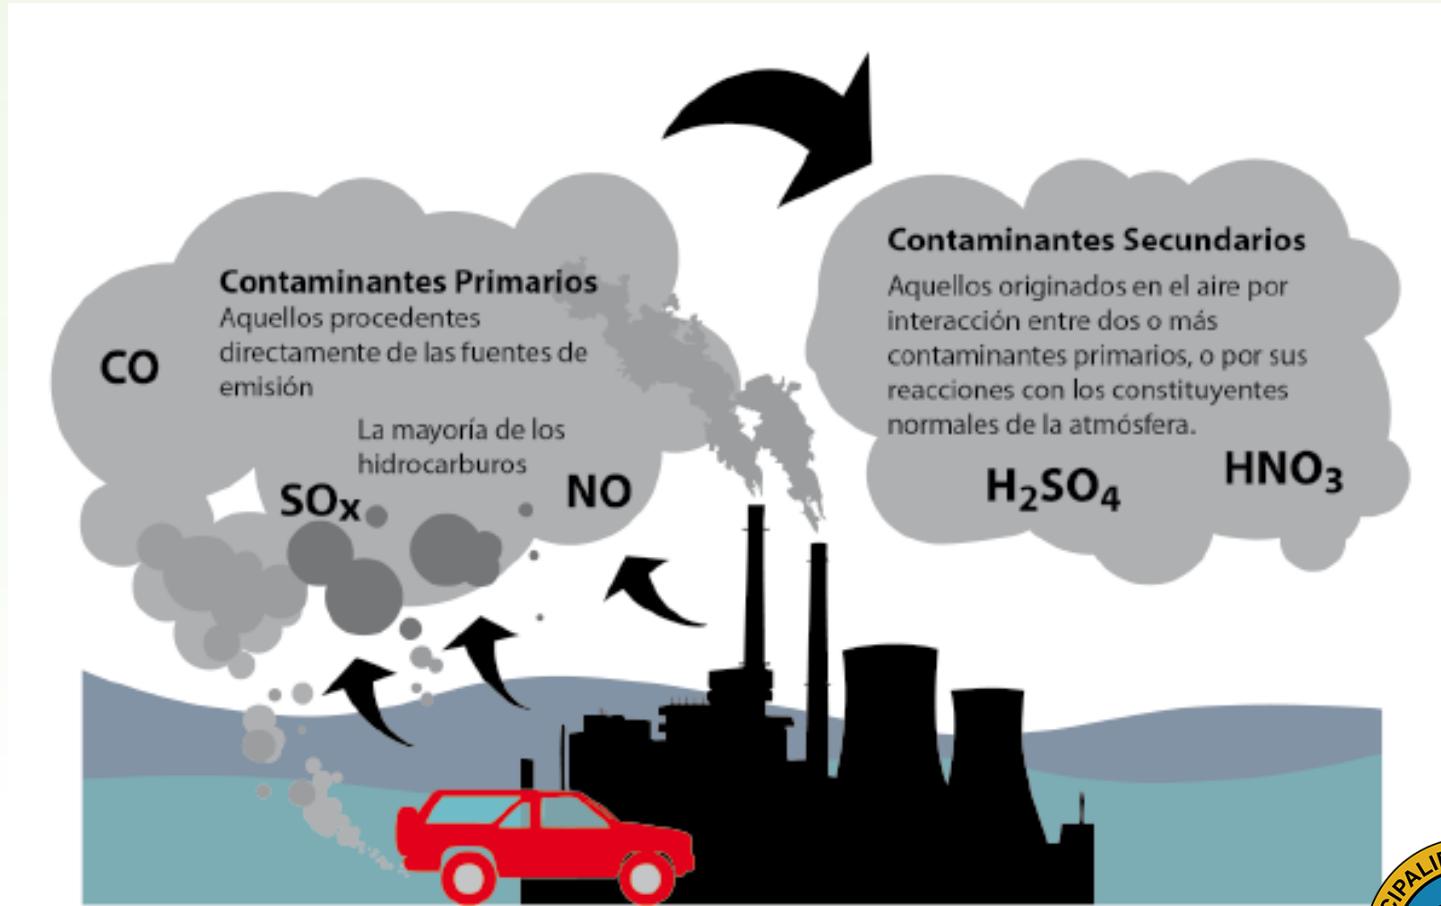 Contaminantes Primarios
Aquellos procedentes
directamente de las fuentes de
emisión
CO
La mayoría de los
hidrocarburos
SOx
NO
Contaminantes Secundarios
Aquellos originados en el aire por
interacción entre dos o más
contaminantes primarios, o por sus
reacciones con los constituyentes
normales de la atmósfera.
H₂SO₄
HNO₃